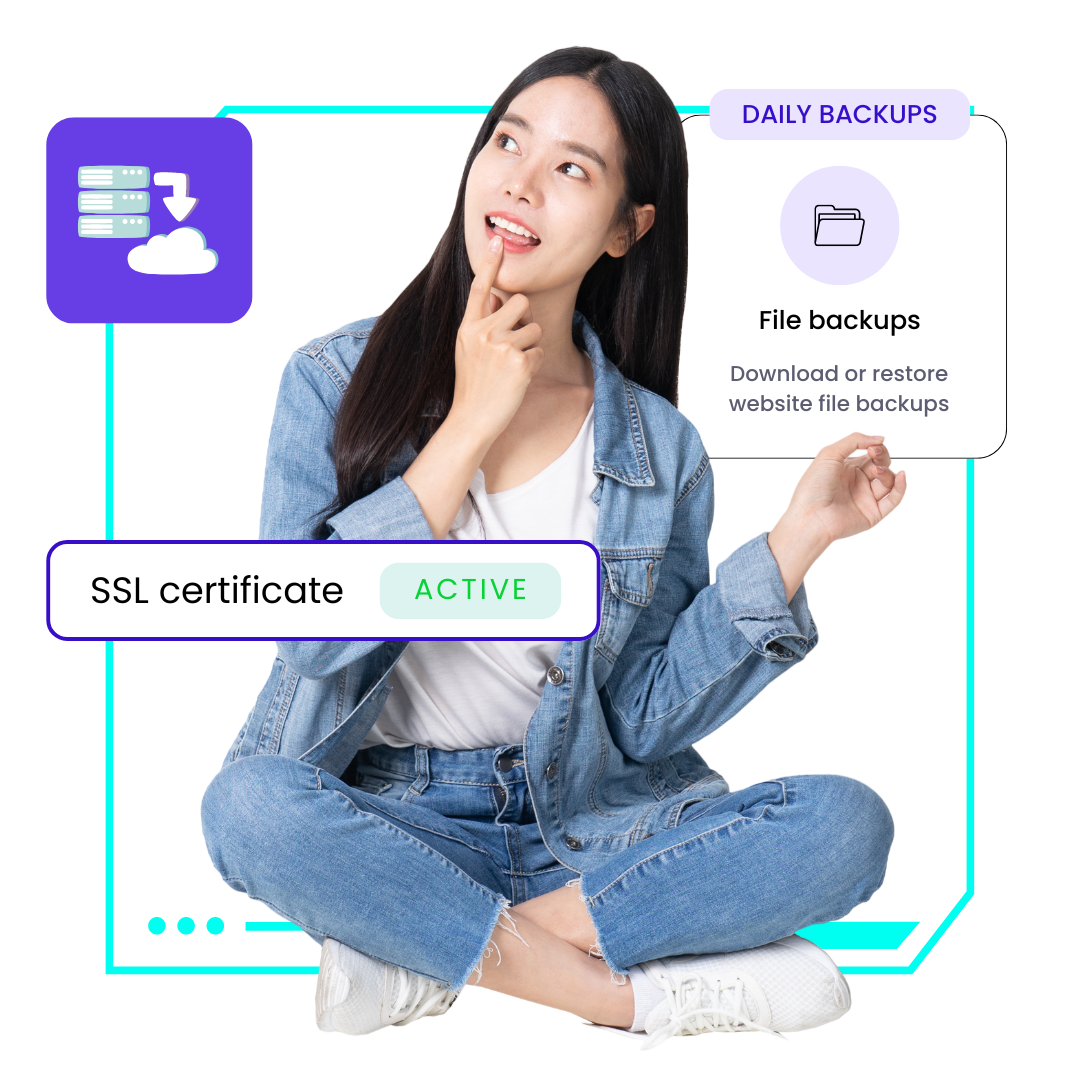 DAILY BACKUPS
File backups
Download or restore
website file backups
SSL certificate ACTIVE